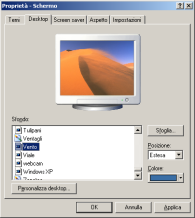 Proprietà - Schermo
Temi Desktop Screen saver Aspetto Impostazioni
Sfondo:
Tulipani
Ventagli
Vento
Viale
webcam
Windows XP
Sfoglia...
Posizione:
Estesa
Colore:
Personalizza desktop...
OK Annulla Applica